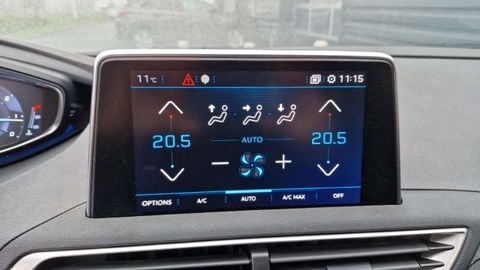 11°C 11:15
AUTO
20.5 20.5
OPTIONS A/C AUTO A/C MAX OFF